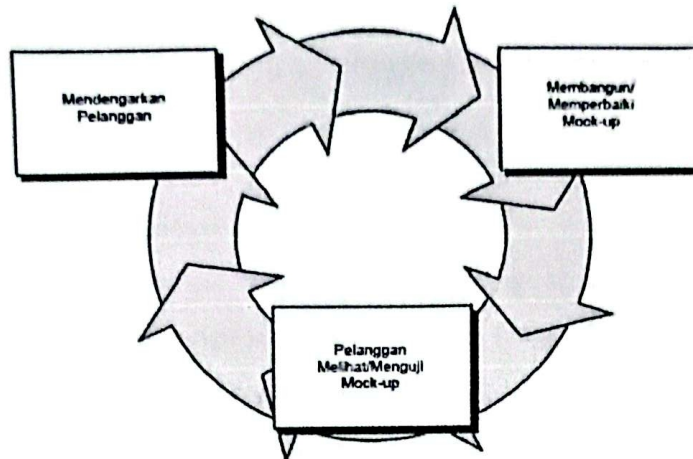 Mendengarkan
Pelanggan
Membangun/
Memperbaiki
Mock-up
Pelanggan
Melihat/Menguji
Mock-up